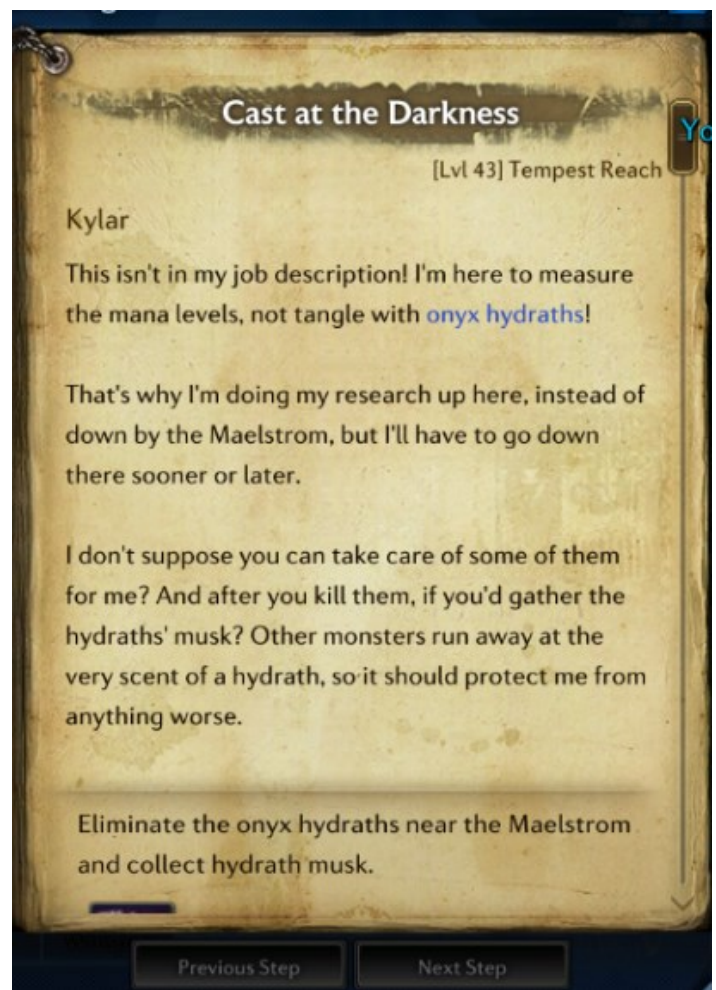 Cast at the Darkness
[Lvl 43] Tempest Reach
Kylar
This isn't in my job description! I'm here to measure
the mana levels, not tangle with onyx hydraths!
That's why I'm doing my research up here, instead of
down by the Maelstrom, but I'll have to go down
there sooner or later.
I don't suppose you can take care of some of them
for me? And after you kill them, if you'd gather the
hydraths' musk? Other monsters run away at the
very scent of a hydrath, so it should protect me from
anything worse.
Eliminate the onyx hydraths near the Maelstrom
and collect hydrath musk.
Previous Step
Next Step